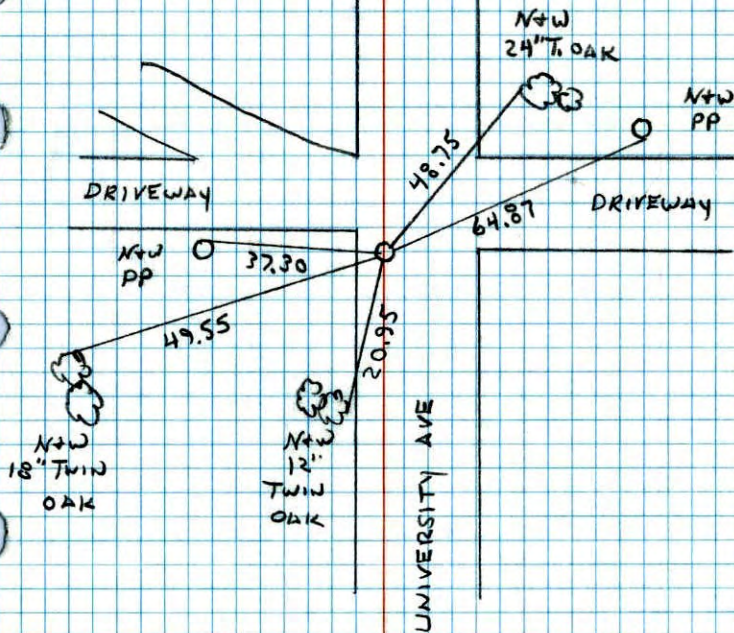 N+W
24" T. OAK
N+W
PP
48.75
DRIVEWAY
64.87
DRIVEWAY
N+W
PP
37.30
49.55
20.95
N+W
18" TWIN
OAK
N+W
12"
TWIN
OAK
UNIVERSITY AVE